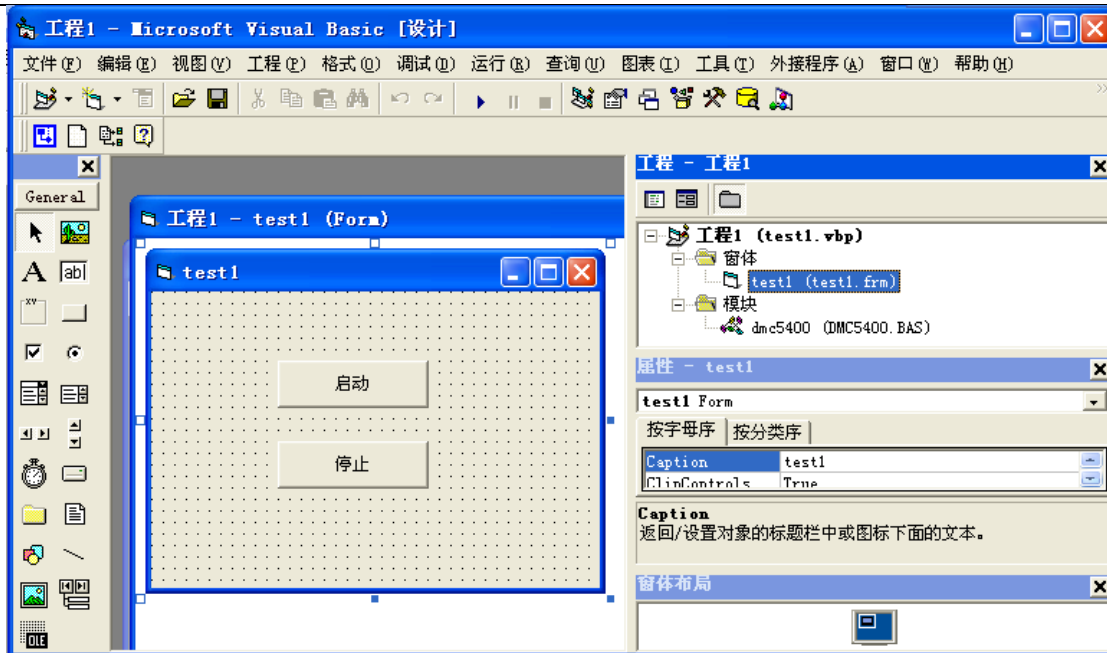 工程1 - Microsoft Visual Basic [设计]
文件(F) 编辑(E) 视图(V) 工程(P) 格式(O) 调试(D) 运行(R) 查询(U) 图表(I) 工具(T) 外接程序(A) 窗口(W) 帮助(H)
General
A
ab
xv
OLE
工程1 - test1 (Form)
test1
启动
停止
工程 - 工程1
工程1 (test1.vbp)
窗体
test1 (test1.frm)
模块
dmc5400 (DMC5400.BAS)
属性 - test1
test1 Form
按字母序 按分类序
Caption test1
ClipControls True
Caption
返回/设置对象的标题栏中或图标下面的文本。
窗体布局